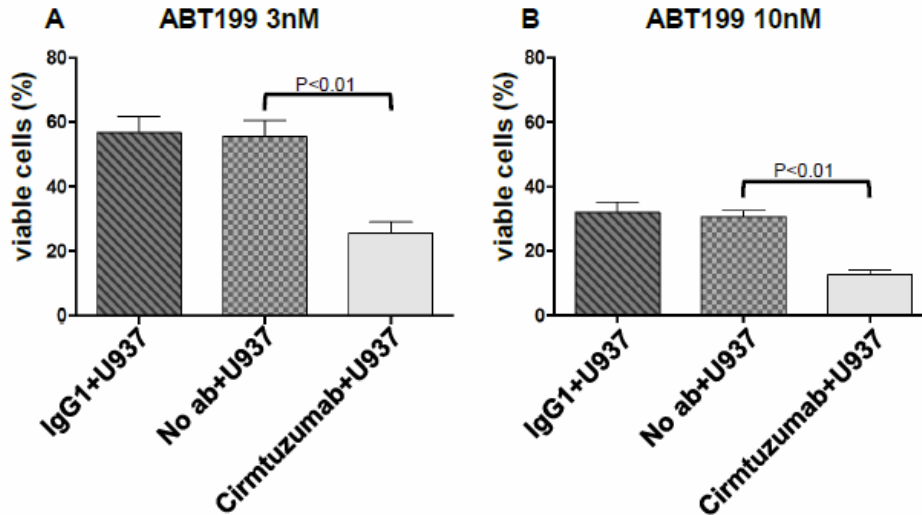 A ABT199 3nM
viable cells (%)
80
60
40
20
0
P<0.01
IgG1+U937
No ab+U937
Cirmtuzumab+U937
B ABT199 10nM
viable cells (%)
80
60
40
20
0
P<0.01
IgG1+U937
No ab+U937
Cirmtuzumab+U937